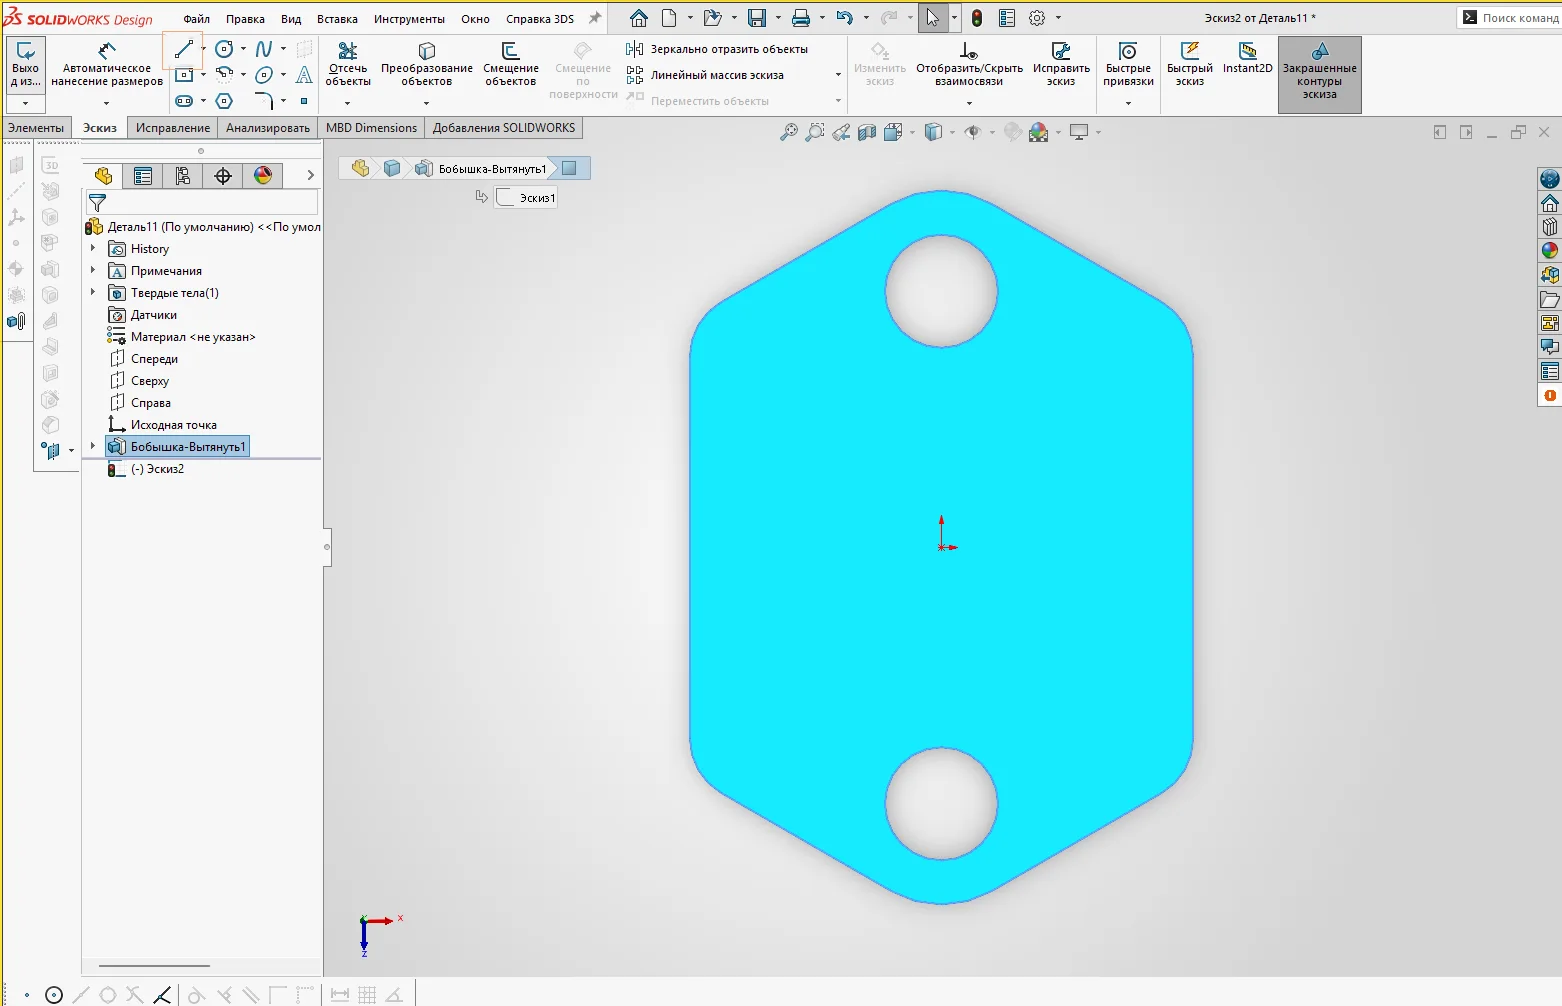 SOLIDWORKS Design
Файл Правка Вид Вставка Инструменты Окно Справка 3DS
Эскиз2 от Деталь11 *
Поиск команд
Выхо
д из...
Автоматическое
нанесение размеров
Отсечь
объекты
Преобразование
объектов
Смещение
объектов
Смещение
по
поверхности
Зеркально отразить объекты
Линейный массив эскиза
Переместить объекты
Изменить
эскиз
Отобразить/Скрыть
взаимосвязи
Исправить
эскиз
Быстрые
привязки
Быстрый
эскиз
Instant2D
Закрашенные
контуры
эскиза
Элементы Эскиз Исправление Анализировать MBD Dimensions Добавления SOLIDWORKS
Бобышка-Вытянуть1
Эскиз1
3D
Деталь11 (По умолчанию) <<По умол
History
A Примечания
Твердые тела(1)
Датчики
Материал <не указан>
Спереди
Сверху
Справа
Исходная точка
Бобышка-Вытянуть1
(-) Эскиз2
X
Z